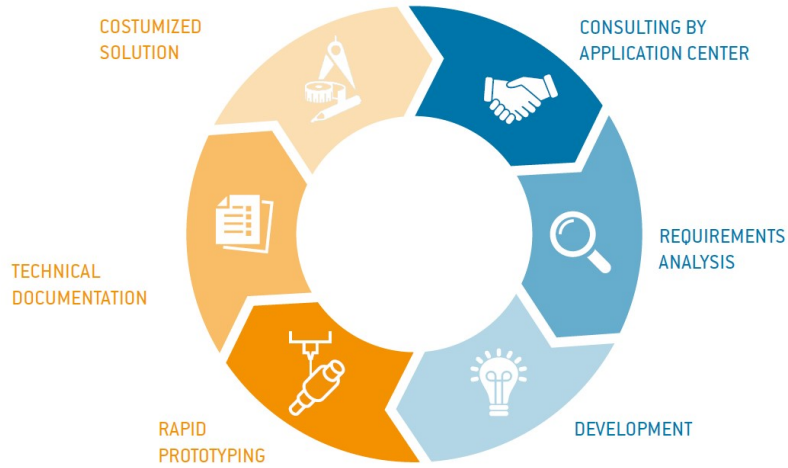 COSTUMIZED
SOLUTION
CONSULTING BY
APPLICATION CENTER
REQUIREMENTS
ANALYSIS
TECHNICAL
DOCUMENTATION
RAPID
PROTOTYPING
DEVELOPMENT